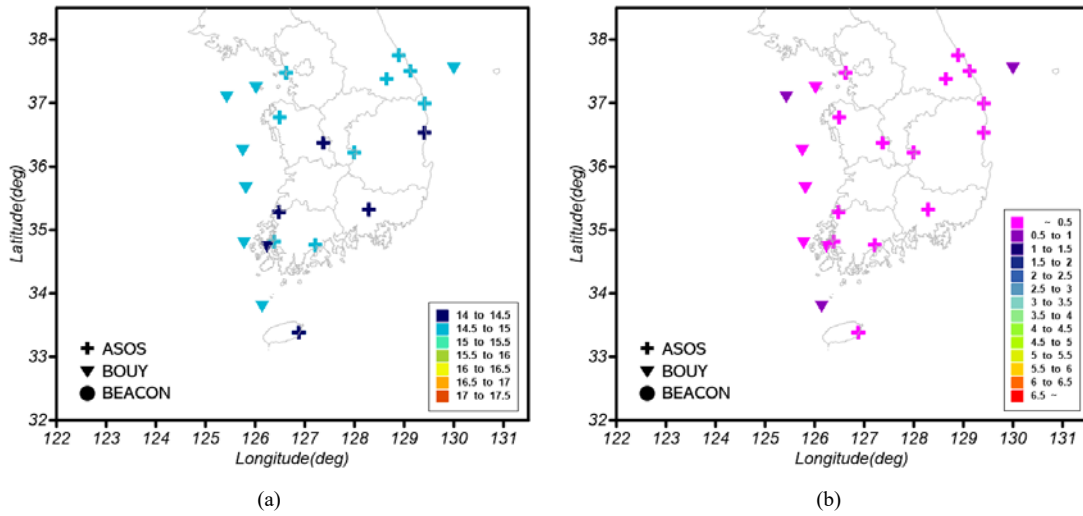 38
37
36
35
34
33
32
Latitude(deg)
ASOS
BOUY
BEACON
14 to 14.5
14.5 to 15
15 to 15.5
15.5 to 16
16 to 16.5
16.5 to 17
17 to 17.5
122 123 124 125 126 127 128 129 130 131
Longitude(deg)
(a)
38
37
36
35
34
33
32
Latitude(deg)
ASOS
BOUY
BEACON
~ 0.5
0.5 to 1
1 to 1.5
1.5 to 2
2 to 2.5
2.5 to 3
3 to 3.5
3.5 to 4
4 to 4.5
4.5 to 5
5 to 5.5
5.5 to 6
6 to 6.5
6.5 ~
122 123 124 125 126 127 128 129 130 131
Longitude(deg)
(b)